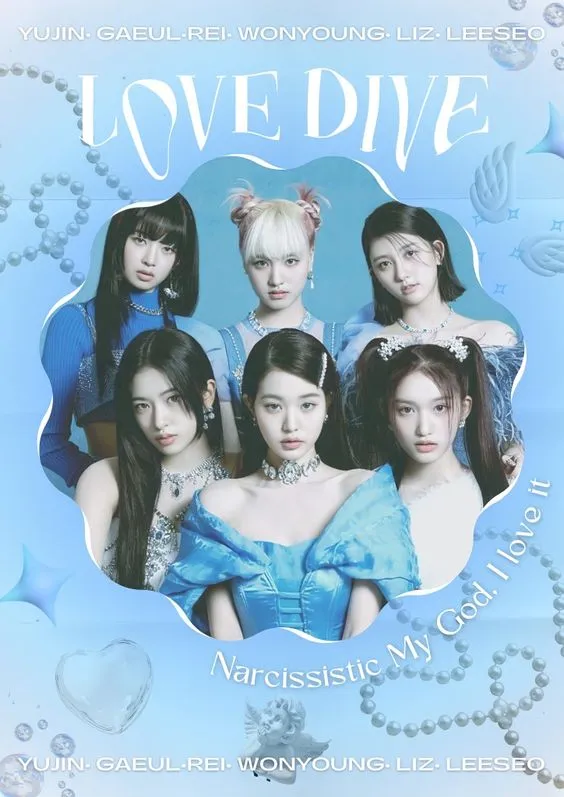 YUJIN· GAEUL·REI· WONYOUNG· LIZ· LEESEO
LOVE DIVE
Narcissistic My God, I love it
YUJIN· GAEUL·REI· WONYOUNG· LIZ· LEESEO